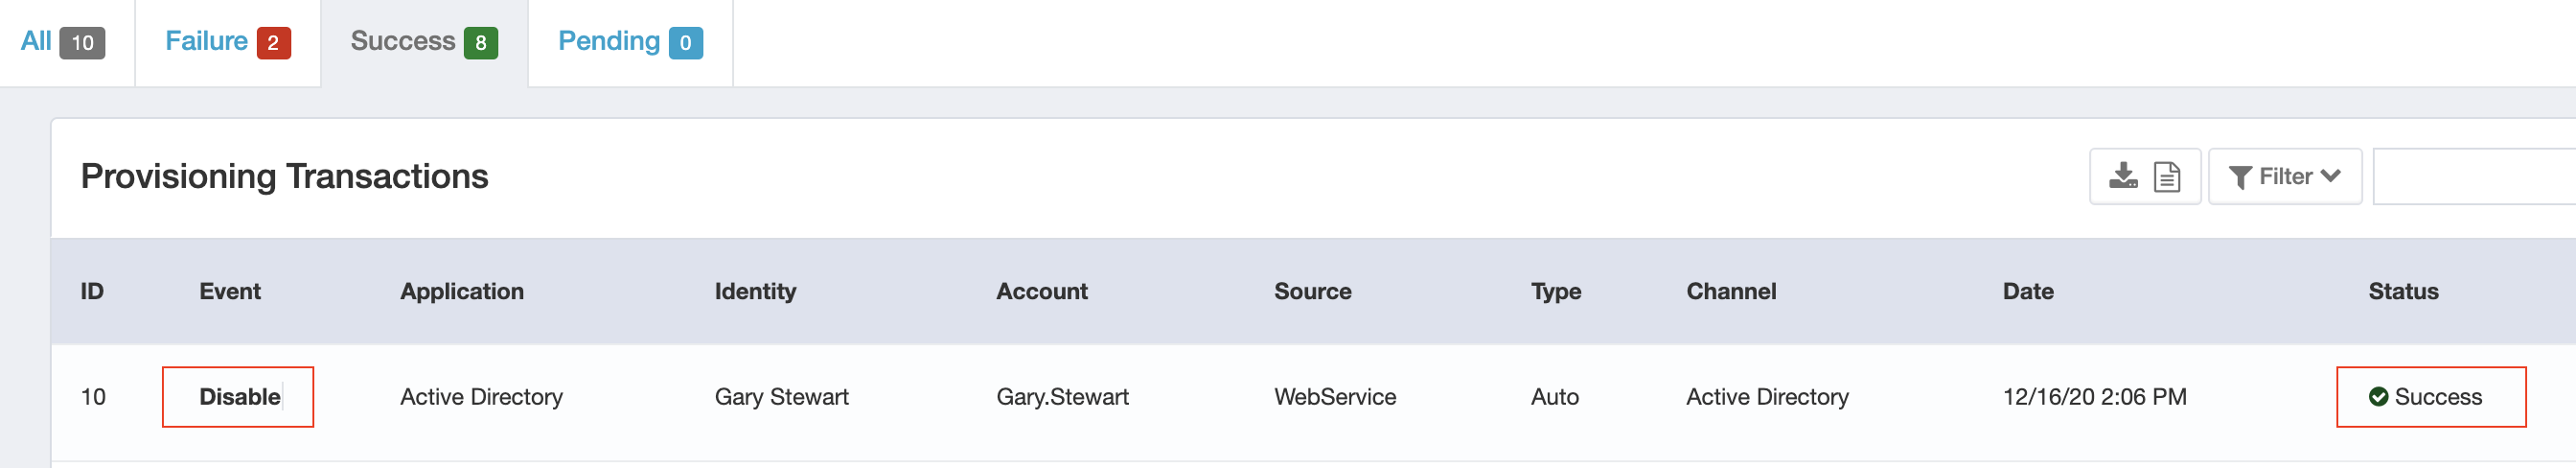 All 10 Failure 2 Success 8 Pending 0
Provisioning Transactions Filter
ID Event Application Identity Account Source Type Channel Date Status
10 Disable Active Directory Gary Stewart Gary.Stewart WebService Auto Active Directory 12/16/20 2:06 PM Success